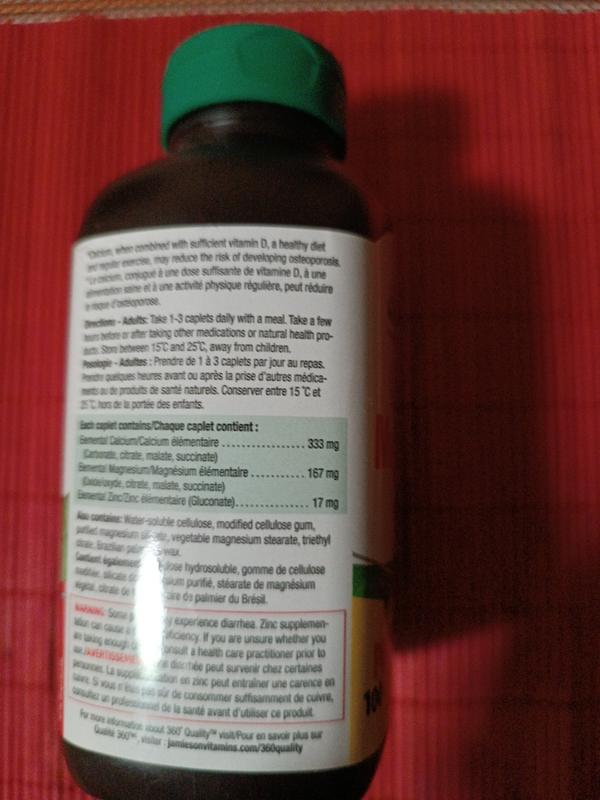 *Calcium, when combined with sufficient vitamin D, a healthy diet
and regular exercise, may reduce the risk of developing osteoporosis.
*Le calcium, conjugué à une dose suffisante de vitamine D, à une
alimentation saine et à une activité physique régulière, peut réduire
le risque d'ostéoporose.
Directions - Adults: Take 1-3 caplets daily with a meal. Take a few
hours before or after taking other medications or natural health pro-
ducts. Store between 15°C and 25°C, away from children.
Posologie - Adultes : Prendre de 1 à 3 caplets par jour au repas.
Prendre quelques heures avant ou après la prise d'autres médica-
ments ou de produits de santé naturels. Conserver entre 15 °C et
25 °C, hors de la portée des enfants.
Each caplet contains/Chaque caplet contient :
Elemental Calcium/Calcium élémentaire .................. 333 mg
(Carbonate, citrate, malate, succinate)
Elemental Magnesium/Magnésium élémentaire ........... 167 mg
(Oxide/oxyde, citrate, malate, succinate)
Elemental Zinc/Zinc élémentaire (Gluconate)..................... 17 mg
Also contains: Water-soluble cellulose, modified cellulose gum,
purified magnesium silicate, vegetable magnesium stearate, triethyl
citrate, Brazilian palm wax.
Contient également hydrosoluble, gomme de cellulose
modifiée, silicate purifié, stéarate de magnésium
végétal, citrate de cire de palmier du Brésil.
WARNING: Some experience diarrhea. Zinc supplemen-
tation can cause a deficiency. If you are unsure whether you
are taking enough consult a health care practitioner prior to
use. AVERTISSEMENT diarrhée peut survenir chez certaines
personnes. La supplémentation en zinc peut entraîner une carence en
cuivre. Si vous n'êtes pas sûr de consommer suffisamment de cuivre,
consultez un professionnel de la santé avant d'utiliser ce produit.
For more information about 360° Quality™ visit/Pour en savoir plus sur
Qualité 360™, visiter : jamiesonvitamins.com/360quality